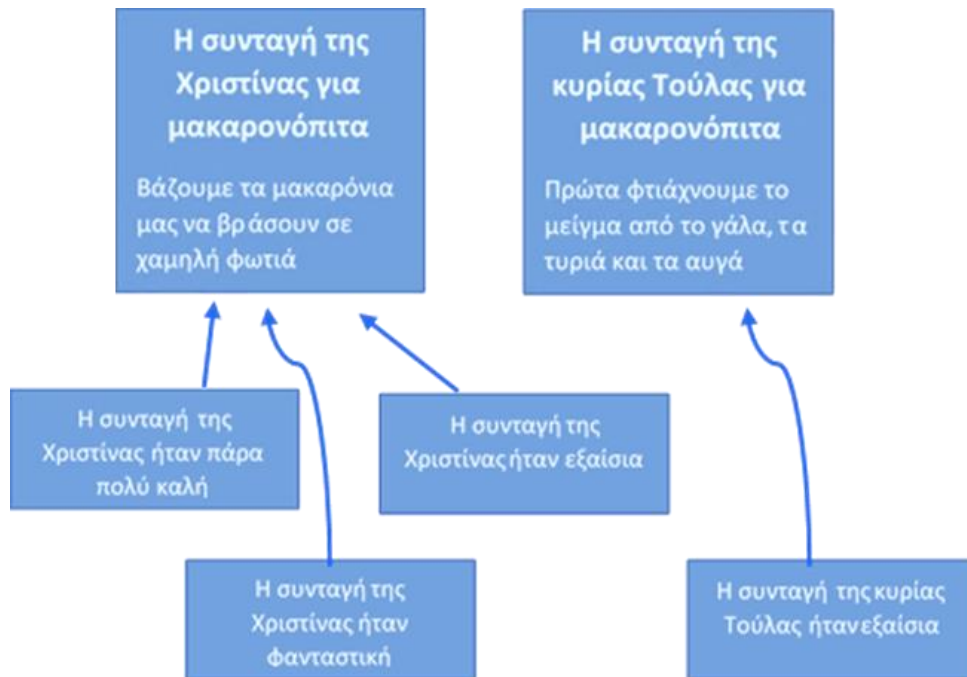 Η συνταγή της
Χριστίνας για
μακαρονόπιτα
Βάζουμε τα μακαρόνια
μας να βράσουν σε
χαμηλή φωτιά
Η συνταγή της
κυρίας Τούλας για
μακαρονόπιτα
Πρώτα φτιάχνουμε το
μείγμα από το γάλα, τα
τυριά και τα αυγά
Η συνταγή της
Χριστίνας ήταν πάρα
πολύ καλή
Η συνταγή της
Χριστίνας ήταν εξαίσια
Η συνταγή της
Χριστίνας ήταν
φανταστική
Η συνταγή της κυρίας
Τούλας ήταν εξαίσια